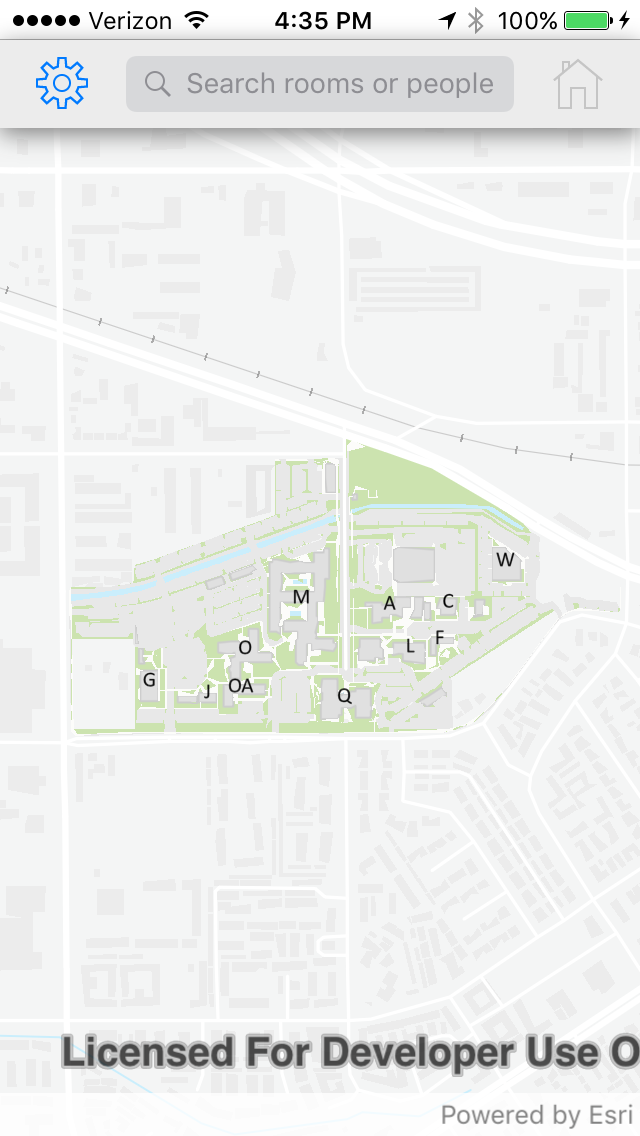 Verizon 4:35 PM 100%
Search rooms or people
W
M
A C
F
L
O
G
OA
J
Q
Licensed For Developer Use O
Powered by Esri